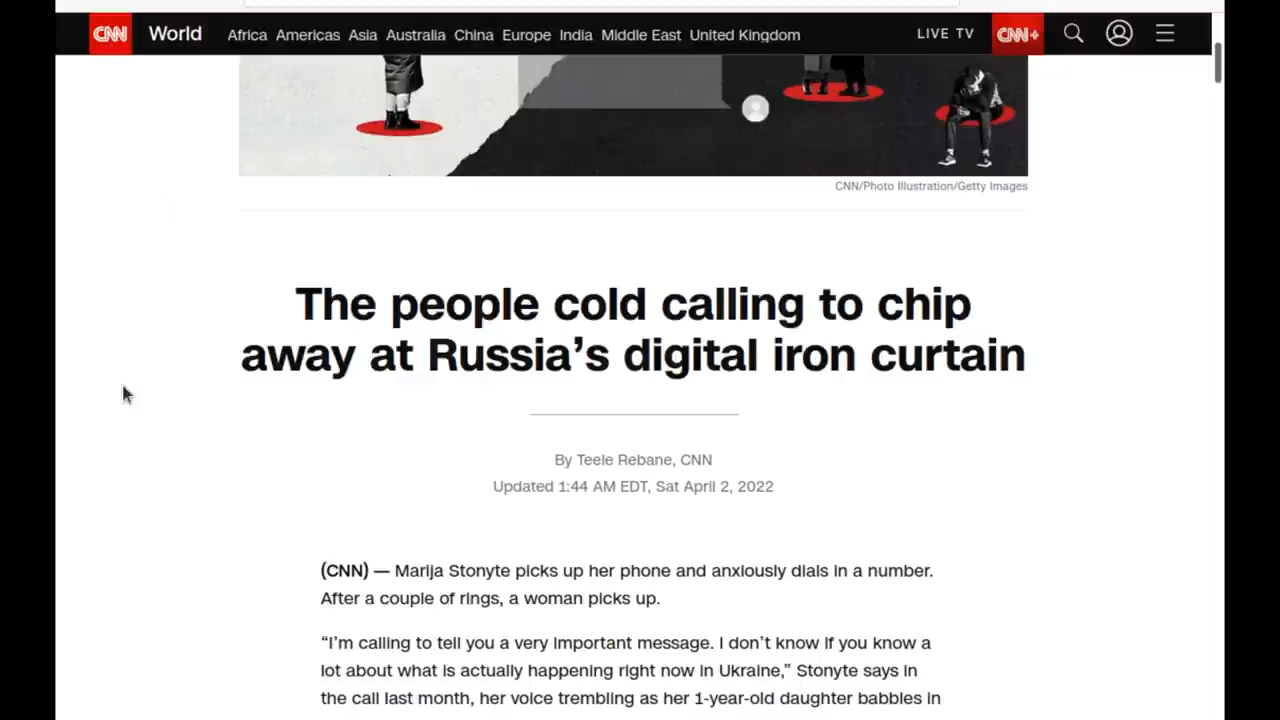 CNN World Africa Americas Asia Australia China Europe India Middle East United Kingdom LIVE TV CNN+
CNN/Photo Illustration/Getty Images
The people cold calling to chip
away at Russia’s digital iron curtain
By Teele Rebane, CNN
Updated 1:44 AM EDT, Sat April 2, 2022
(CNN) — Marija Stonyte picks up her phone and anxiously dials in a number.
After a couple of rings, a woman picks up.
“I’m calling to tell you a very important message. I don’t know if you know a
lot about what is actually happening right now in Ukraine,” Stonyte says in
the call last month, her voice trembling as her 1-year-old daughter babbles in